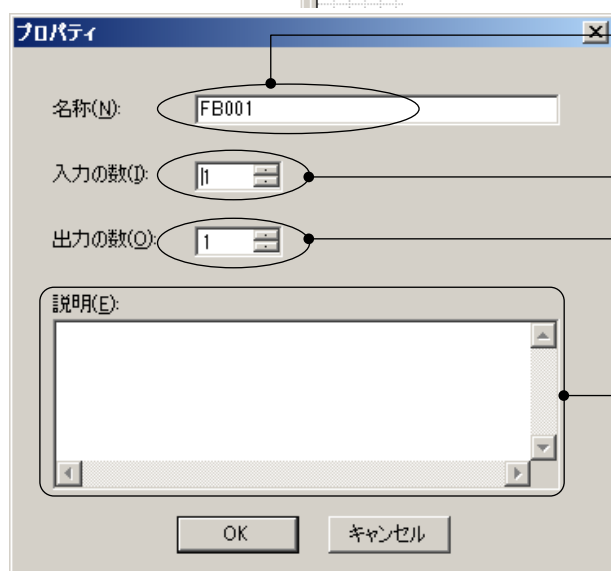 プロパティ
名称(N): FB001
入力の数(I): 1
出力の数(O): 1
説明(E):
OK キャンセル